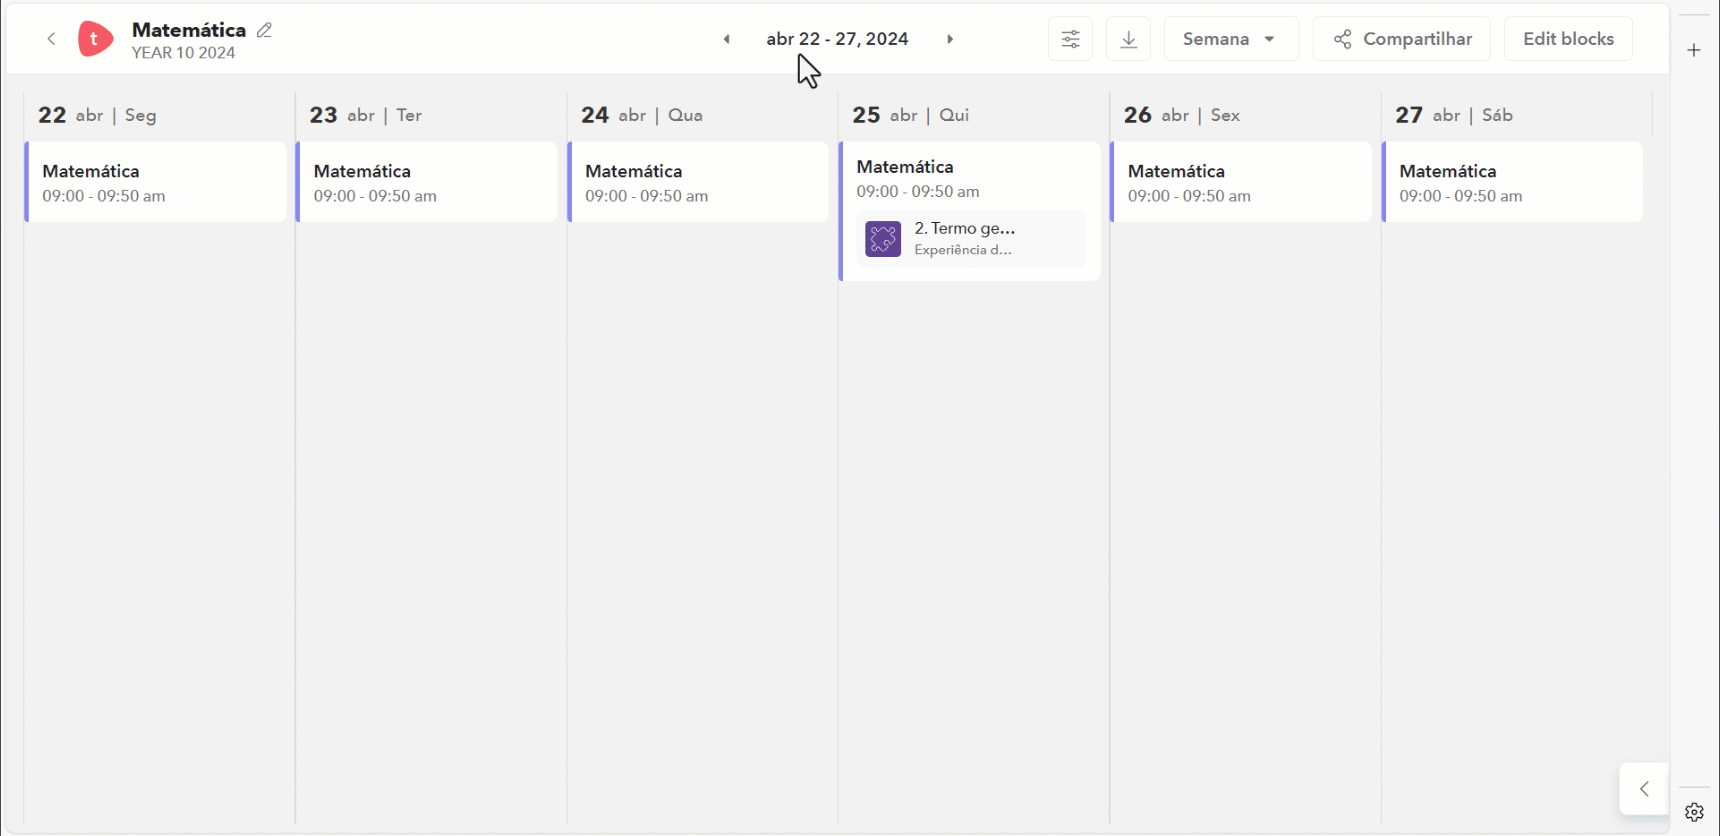 t
Matemática
YEAR 10 2024
abr 22 - 27, 2024
Semana
Compartilhar
Edit blocks
22 abr | Seg
23 abr | Ter
24 abr | Qua
25 abr | Qui
26 abr | Sex
27 abr | Sáb
Matemática
09:00 - 09:50 am
Matemática
09:00 - 09:50 am
Matemática
09:00 - 09:50 am
Matemática
09:00 - 09:50 am
2. Termo ge...
Experiência d...
Matemática
09:00 - 09:50 am
Matemática
09:00 - 09:50 am